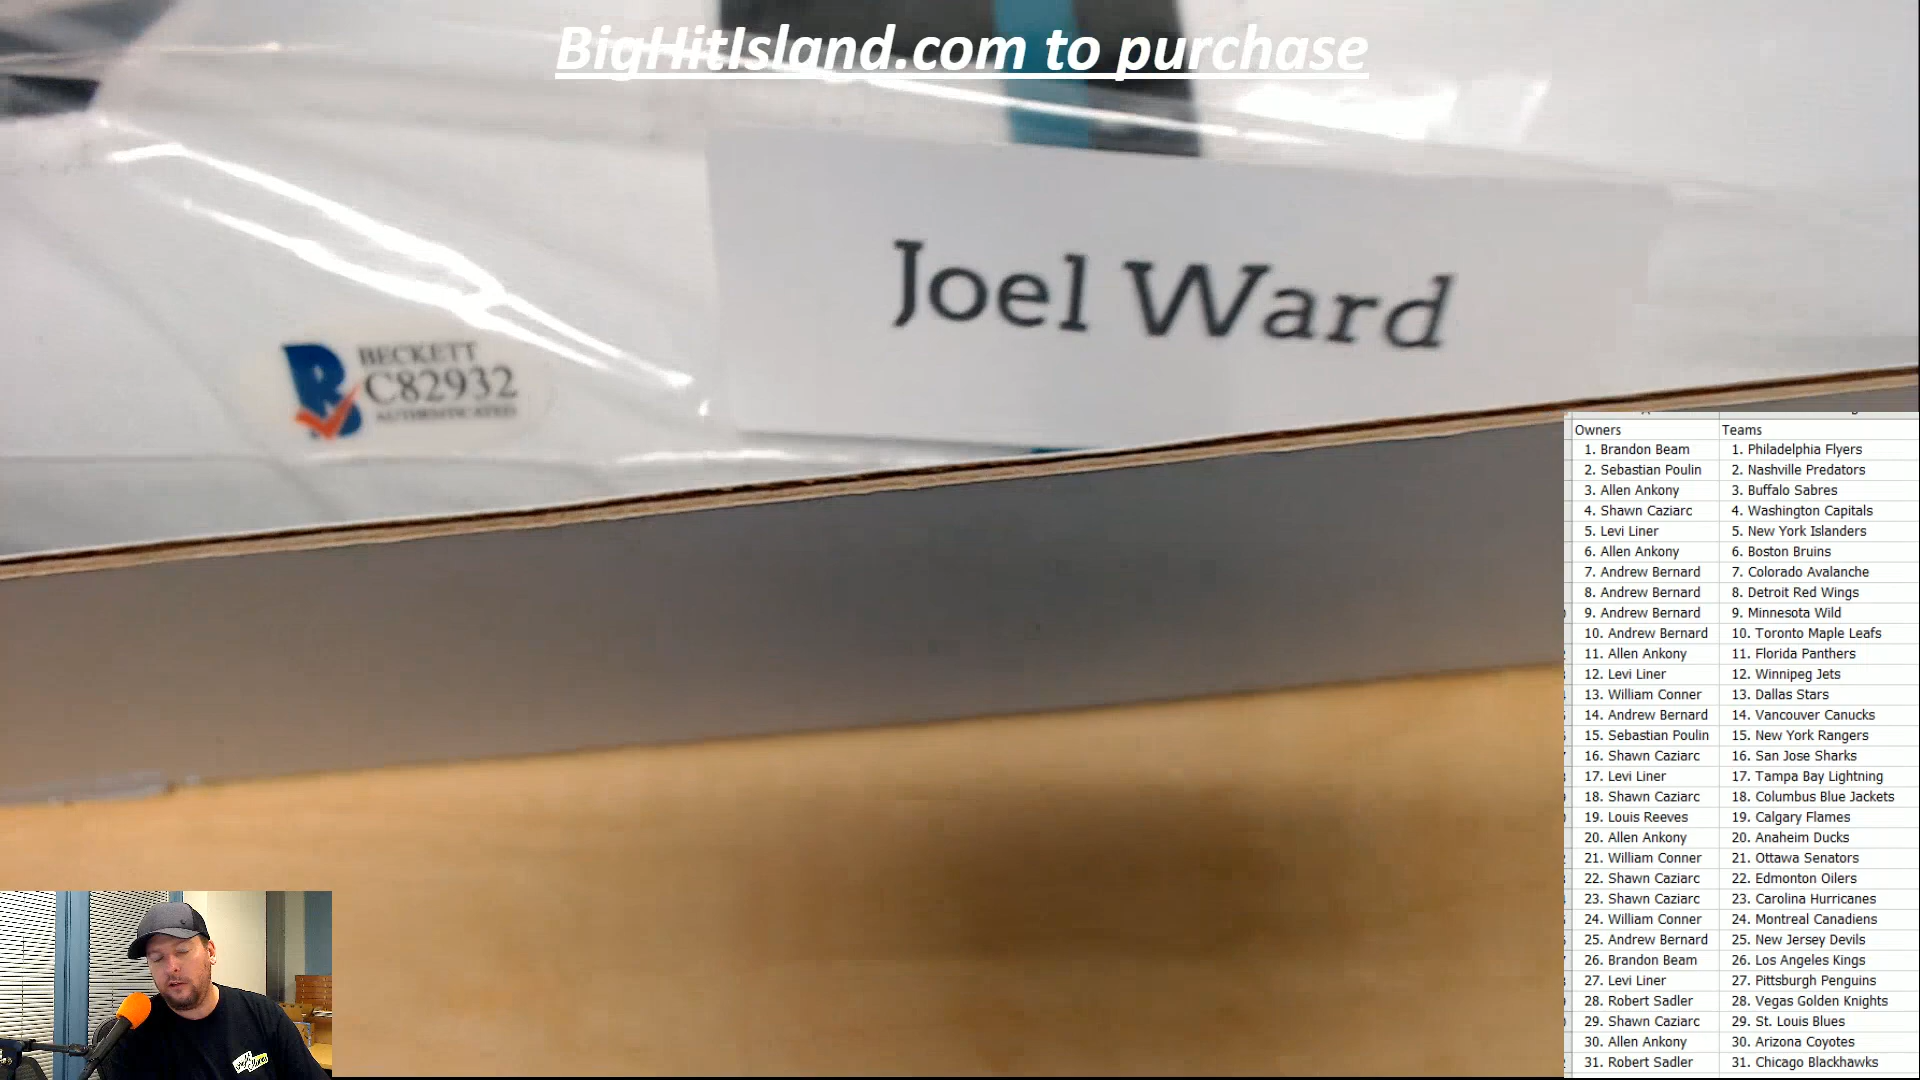 BigHitIsland.com to purchase
Joel Ward
BECKETT
C82932
AUTHENTICATED
Owners Teams
1. Brandon Beam 1. Philadelphia Flyers
2. Sebastian Poulin 2. Nashville Predators
3. Allen Ankony 3. Buffalo Sabres
4. Shawn Caziarc 4. Washington Capitals
5. Levi Liner 5. New York Islanders
6. Allen Ankony 6. Boston Bruins
7. Andrew Bernard 7. Colorado Avalanche
8. Andrew Bernard 8. Detroit Red Wings
9. Andrew Bernard 9. Minnesota Wild
10. Andrew Bernard 10. Toronto Maple Leafs
11. Allen Ankony 11. Florida Panthers
12. Levi Liner 12. Winnipeg Jets
13. William Conner 13. Dallas Stars
14. Andrew Bernard 14. Vancouver Canucks
15. Sebastian Poulin 15. New York Rangers
16. Shawn Caziarc 16. San Jose Sharks
17. Levi Liner 17. Tampa Bay Lightning
18. Shawn Caziarc 18. Columbus Blue Jackets
19. Louis Reeves 19. Calgary Flames
20. Allen Ankony 20. Anaheim Ducks
21. William Conner 21. Ottawa Senators
22. Shawn Caziarc 22. Edmonton Oilers
23. Shawn Caziarc 23. Carolina Hurricanes
24. William Conner 24. Montreal Canadiens
25. Andrew Bernard 25. New Jersey Devils
26. Brandon Beam 26. Los Angeles Kings
27. Levi Liner 27. Pittsburgh Penguins
28. Robert Sadler 28. Vegas Golden Knights
29. Shawn Caziarc 29. St. Louis Blues
30. Allen Ankony 30. Arizona Coyotes
31. Robert Sadler 31. Chicago Blackhawks